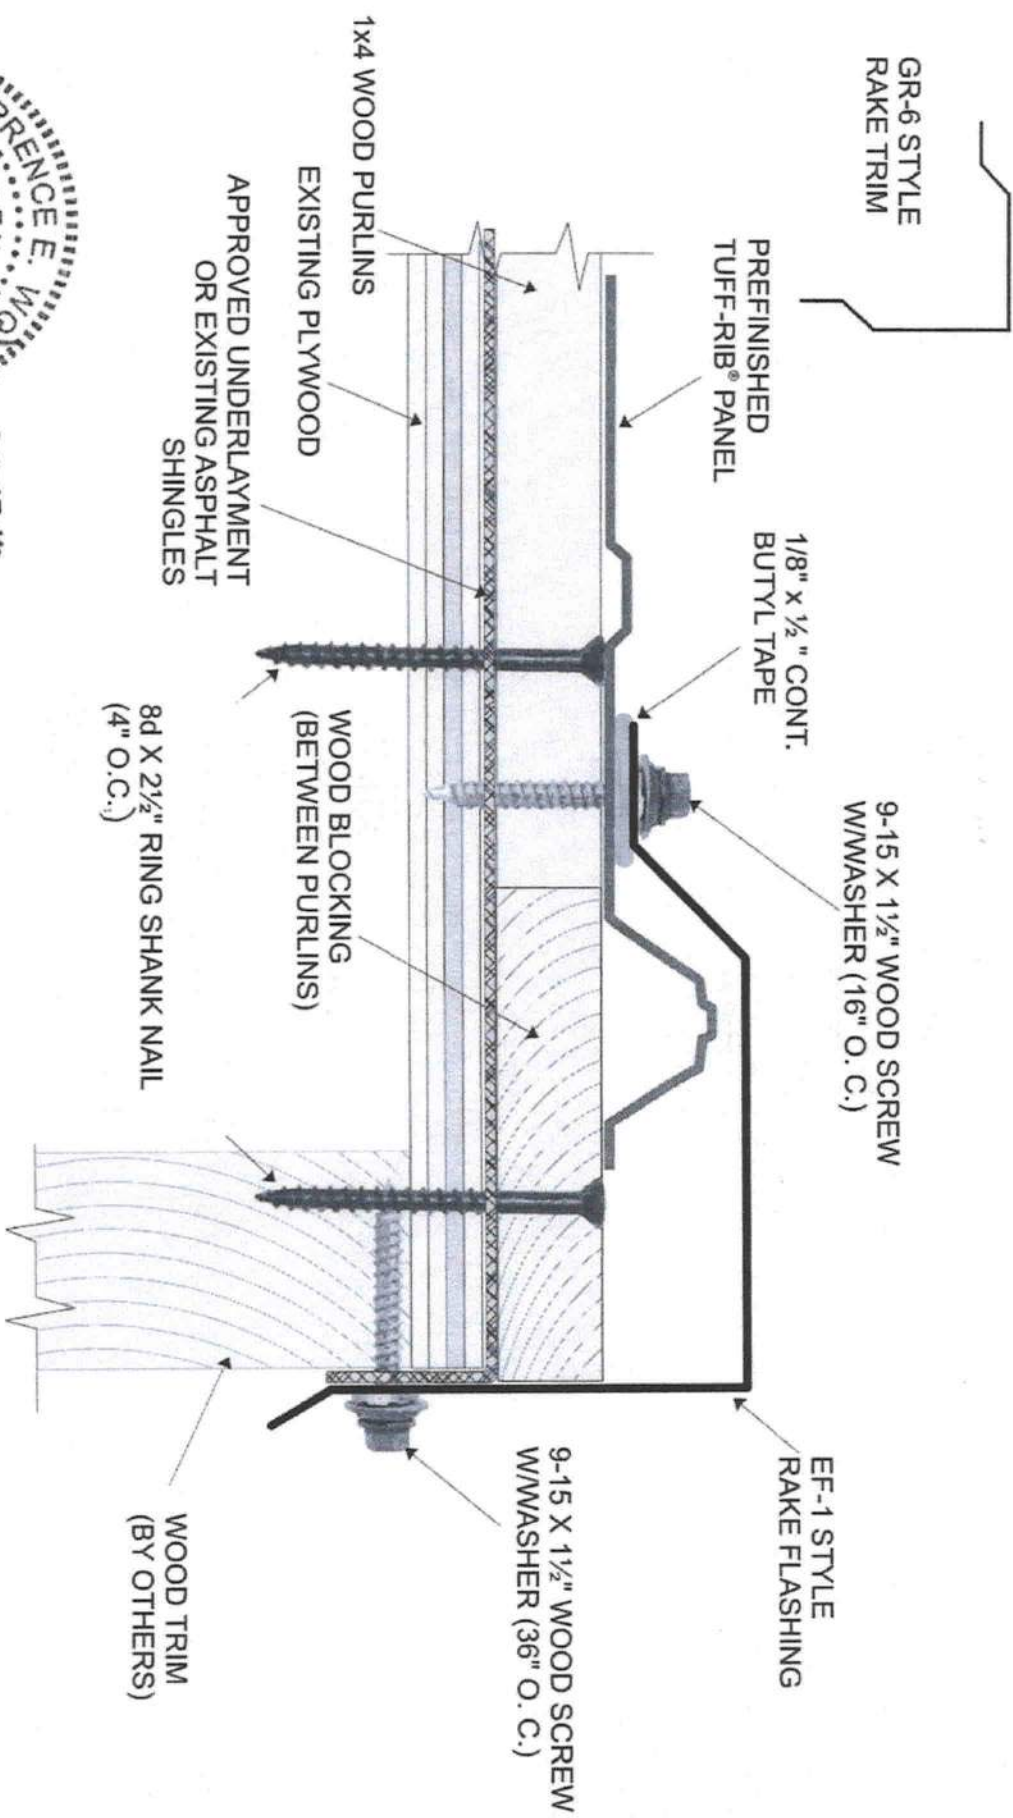 GR-6 STYLE
RAKE TRIM
PREFINISHED
TUFF-RIB® PANEL
1/8" x ½" CONT.
BUTYL TAPE
9-15 X 1½" WOOD SCREW
W/WASHER (16" O. C.)
EF-1 STYLE
RAKE FLASHING
9-15 X 1½" WOOD SCREW
W/WASHER (36" O. C.)
1x4 WOOD PURLINS
EXISTING PLYWOOD
APPROVED UNDERLAYMENT
OR EXISTING ASPHALT
SHINGLES
WOOD BLOCKING
(BETWEEN PURLINS)
8d X 2½" RING SHANK NAIL
(4" O.C.)
WOOD TRIM
(BY OTHERS)
RENCE E.